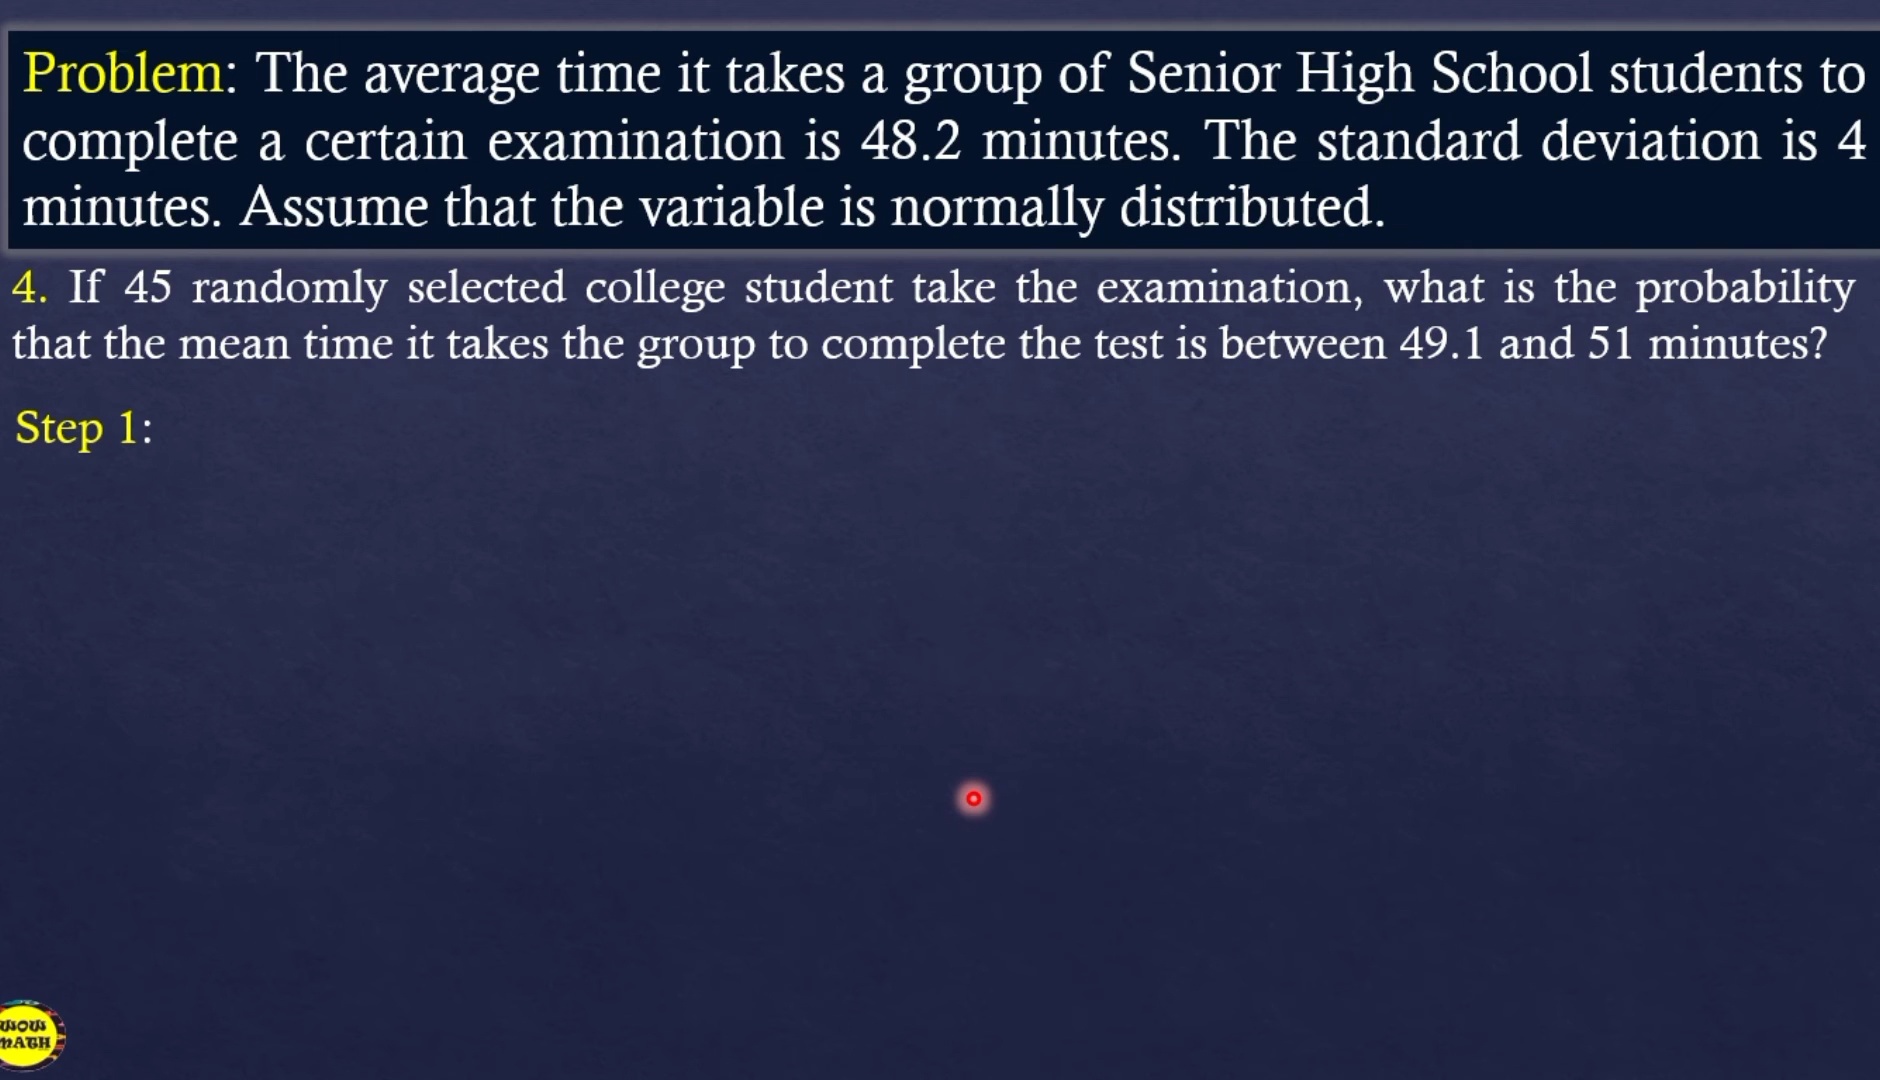 Problem: The average time it takes a group of Senior High School students to
complete a certain examination is 48.2 minutes. The standard deviation is 4
minutes. Assume that the variable is normally distributed.
4. If 45 randomly selected college student take the examination, what is the probability
that the mean time it takes the group to complete the test is between 49.1 and 51 minutes?
Step 1:
WOW
MATH